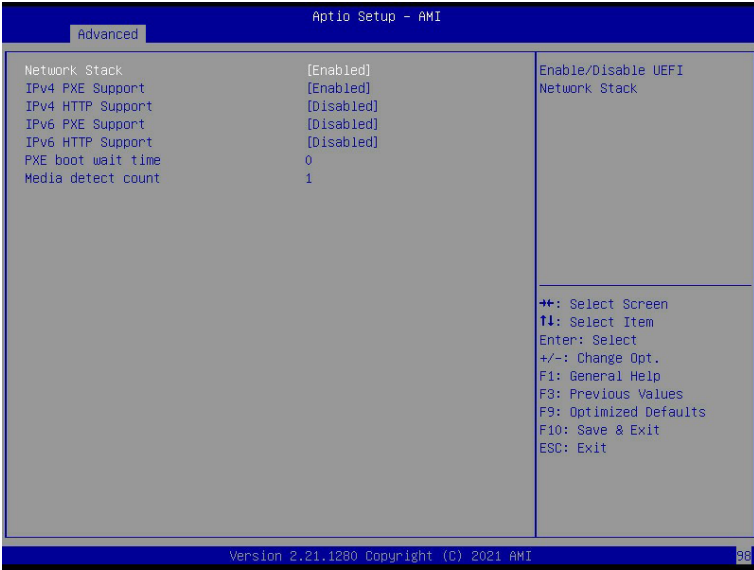 Aptio Setup – AMI
Advanced
Network Stack [Enabled]
IPv4 PXE Support [Enabled]
IPv4 HTTP Support [Disabled]
IPv6 PXE Support [Disabled]
IPv6 HTTP Support [Disabled]
PXE boot wait time 0
Media detect count 1
Enable/Disable UEFI
Network Stack
→←: Select Screen
↑↓: Select Item
Enter: Select
+/-: Change Opt.
F1: General Help
F3: Previous Values
F9: Optimized Defaults
F10: Save & Exit
ESC: Exit
Version 2.21.1280 Copyright (C) 2021 AMI
98